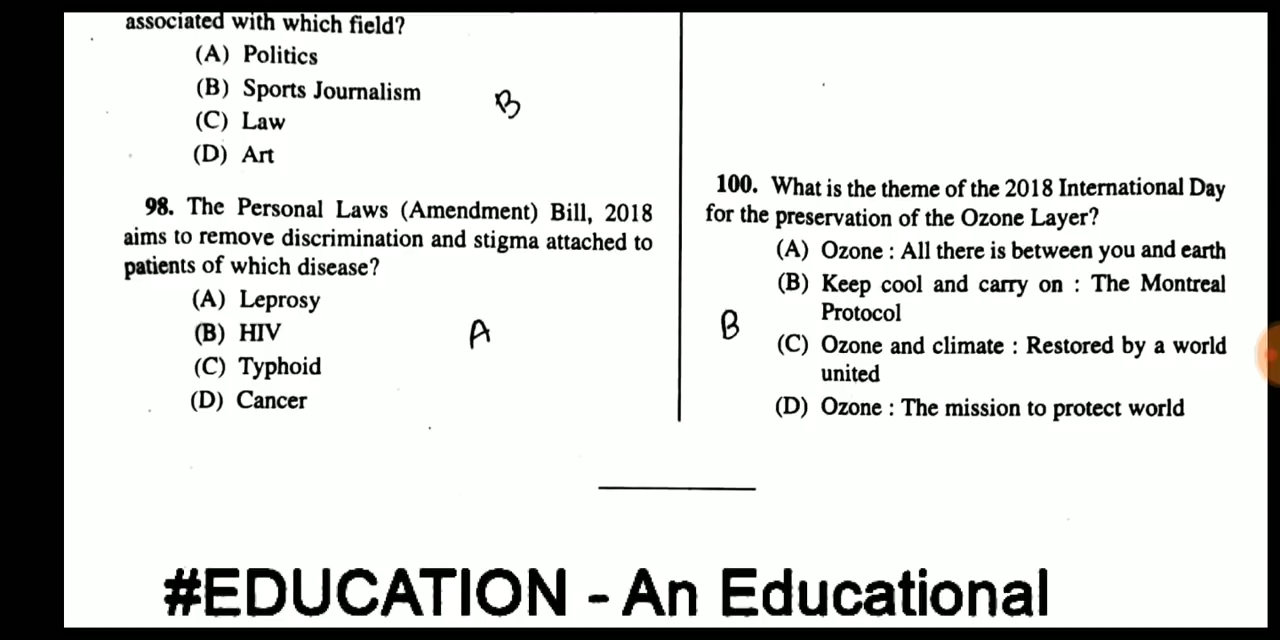 associated with which field?
(A) Politics
(B) Sports Journalism
(C) Law
(D) Art
B
98. The Personal Laws (Amendment) Bill, 2018
aims to remove discrimination and stigma attached to
patients of which disease?
(A) Leprosy
(B) HIV
(C) Typhoid
(D) Cancer
A
100. What is the theme of the 2018 International Day
for the preservation of the Ozone Layer?
(A) Ozone : All there is between you and earth
(B) Keep cool and carry on : The Montreal
Protocol
(C) Ozone and climate : Restored by a world
united
(D) Ozone : The mission to protect world
B
#EDUCATION - An Educational